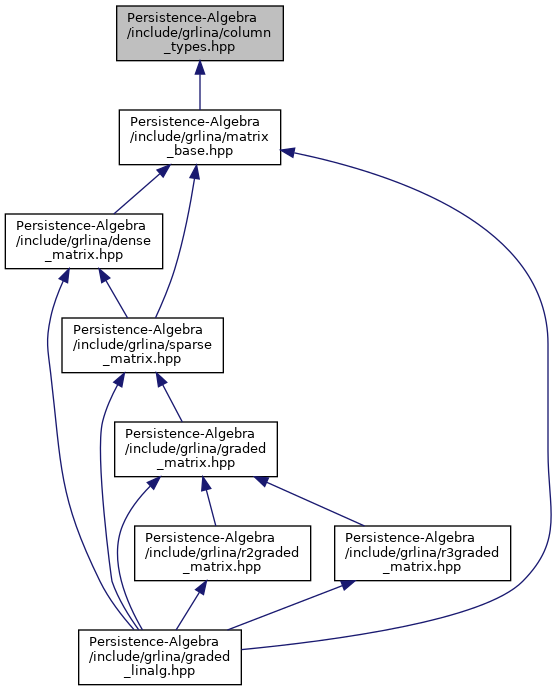 Persistence-Algebra
/include/grlina/column
_types.hpp
Persistence-Algebra
/include/grlina/matrix
_base.hpp
Persistence-Algebra
/include/grlina/dense
_matrix.hpp
Persistence-Algebra
/include/grlina/sparse
_matrix.hpp
Persistence-Algebra
/include/grlina/graded
_matrix.hpp
Persistence-Algebra
/include/grlina/r2graded
_matrix.hpp
Persistence-Algebra
/include/grlina/r3graded
_matrix.hpp
Persistence-Algebra
/include/grlina/graded
_linalg.hpp